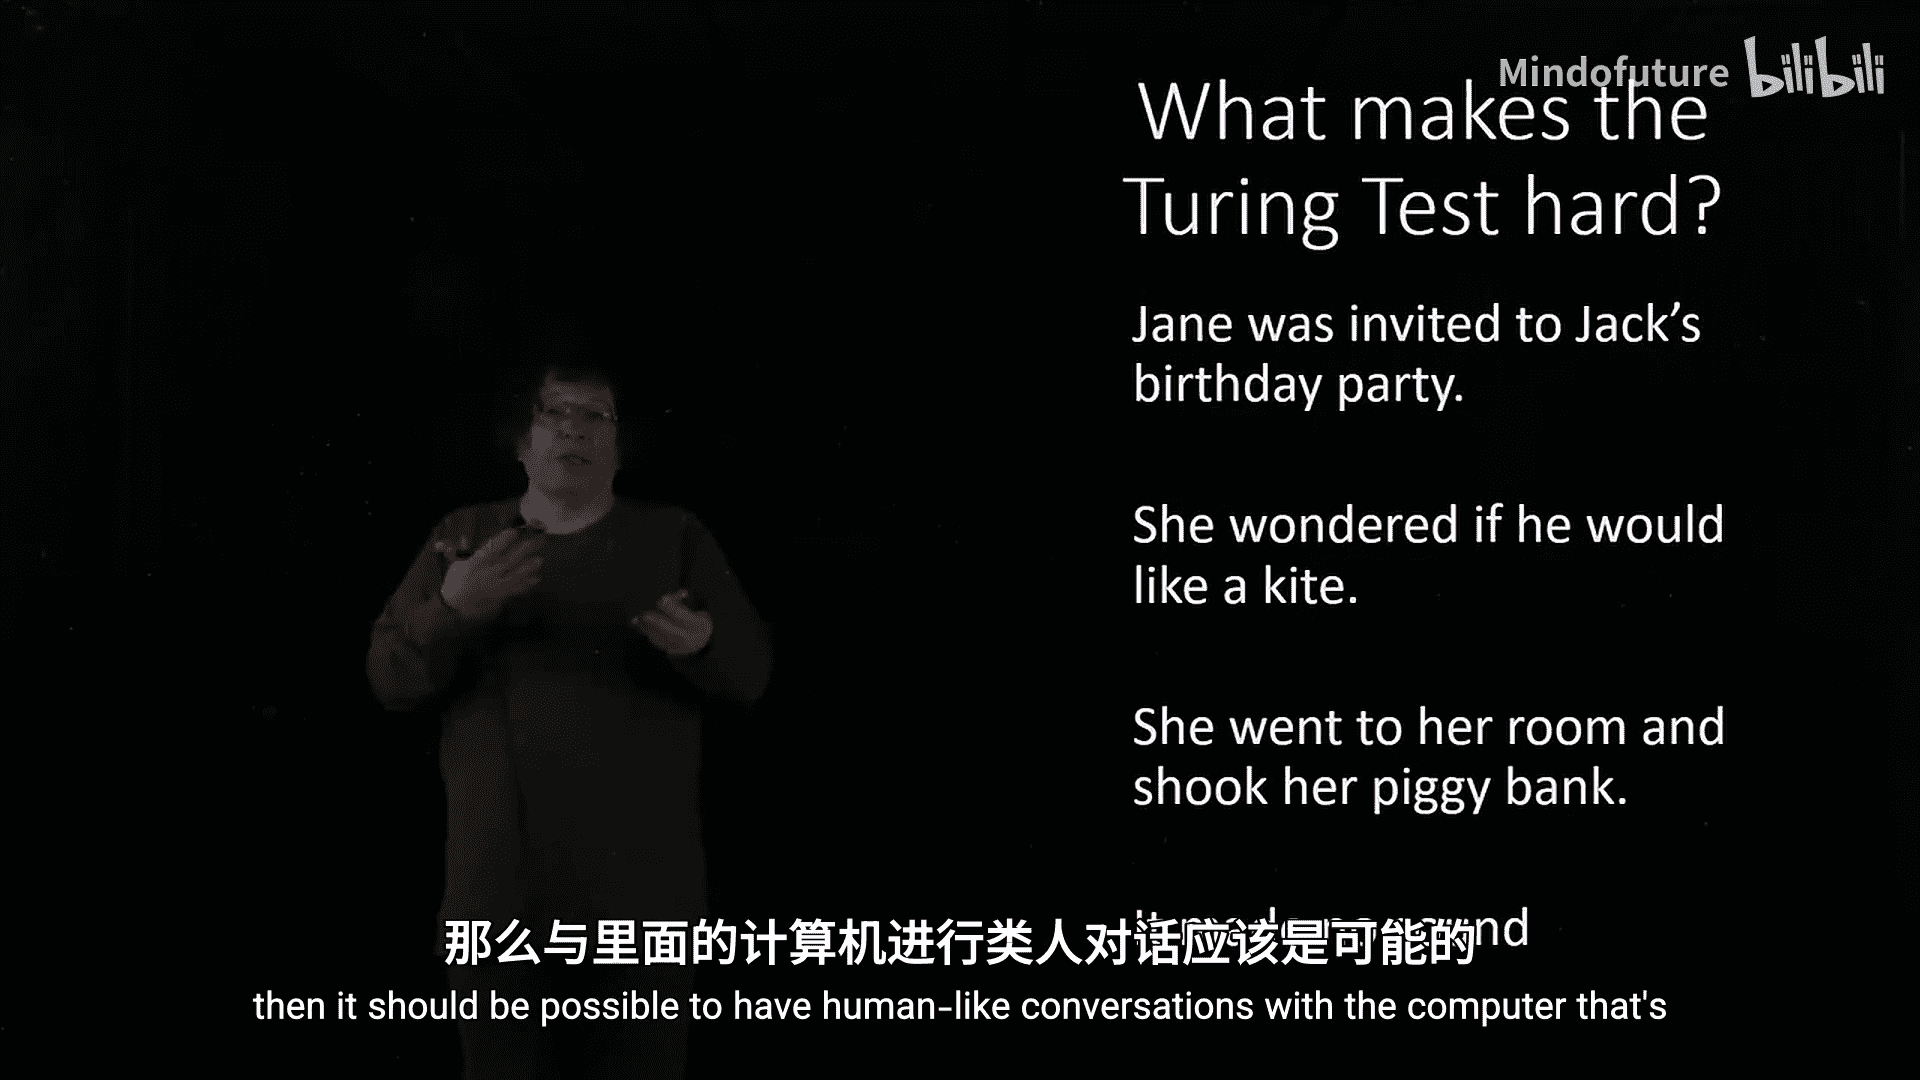 Mindofuture bilibili
What makes the
Turing Test hard?
Jane was invited to Jack's
birthday party.
She wondered if he would
like a kite.
She went to her room and
shook her piggy bank.
那么与里面的计算机进行类人对话应该是可能的
then it should be possible to have human-like conversations with the computer that's